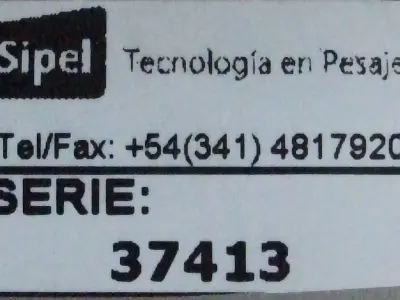 Sipel Tecnología en Pesaje
Tel/Fax: +54(341) 4817920
SERIE:
37413